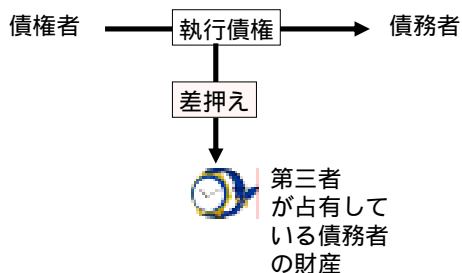 債権者 執行債権 債務者
差押え
第三者
が占有して
いる債務者
の財産